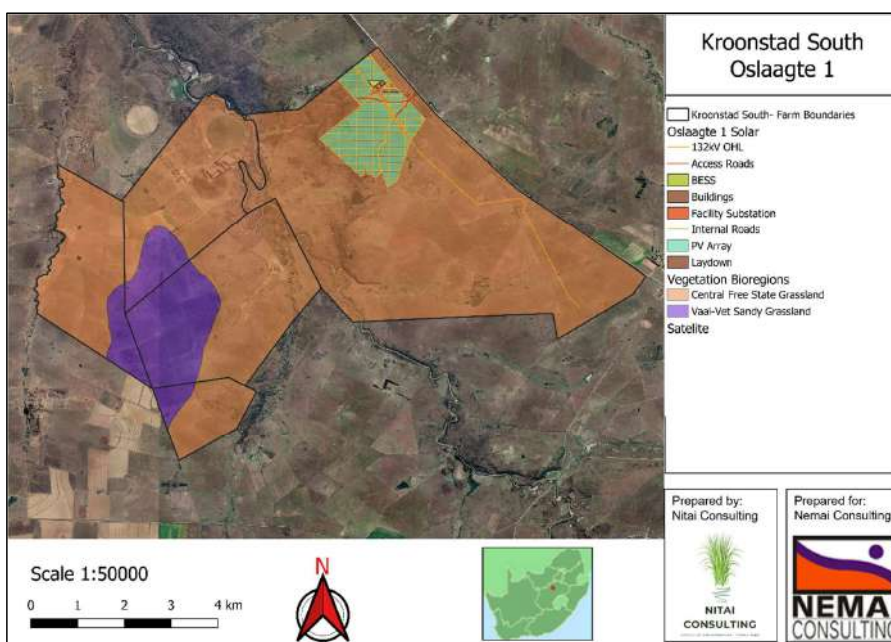 Kroonstad South
Oslaagte 1
Kroonstad South- Farm Boundaries
Oslaagte 1 Solar
132kV OHL
Access Roads
BESS
Buildings
Facility Substation
Internal Roads
PV Array
Laydown
Vegetation Bioregions
Central Free State Grassland
Vaal-Vet Sandy Grassland
Satelite
Prepared by:
Nitai Consulting
NITAI
CONSULTING
Prepared for:
Nemai Consulting
NEMAI
CONSULTING
Scale 1:50000
0 1 2 3 4 km
N